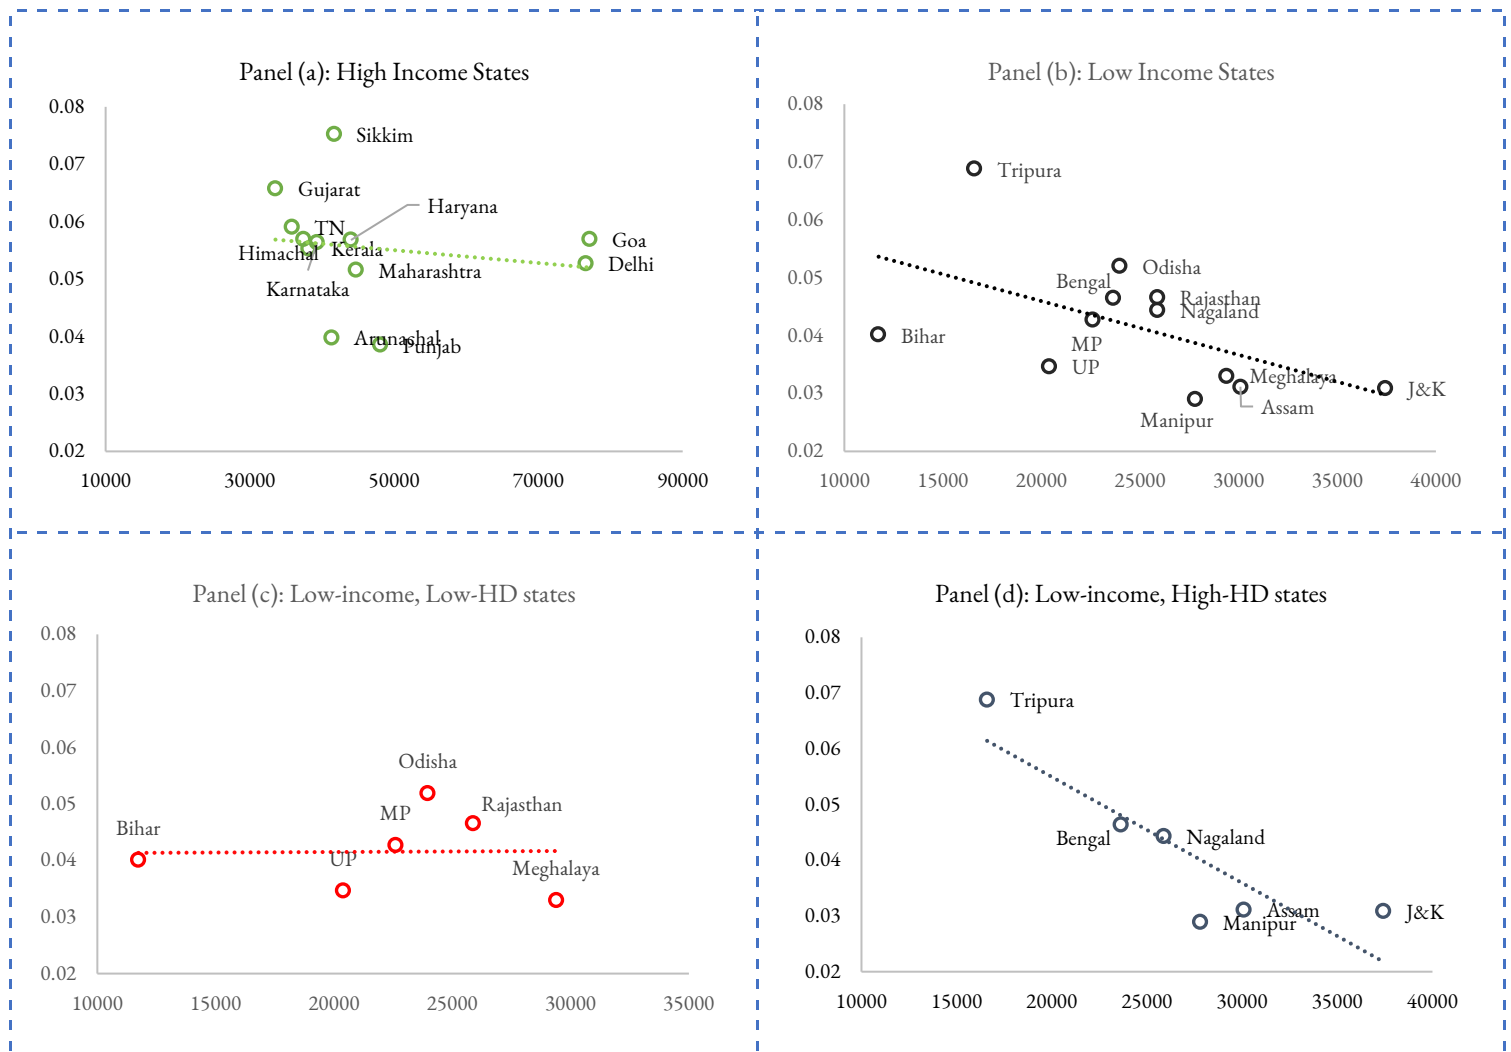 Panel (a): High Income States
0.08
0.07
0.06
0.05
0.04
0.03
0.02
10000 30000 50000 70000 90000
Sikkim
Gujarat
Haryana
TN
Goa
Himachal
Kerala
Delhi
Maharashtra
Karnataka
Arunachal
Punjab
Panel (b): Low Income States
0.08
0.07
0.06
0.05
0.04
0.03
0.02
10000 15000 20000 25000 30000 35000 40000
Tripura
Odisha
Bengal
Rajasthan
Nagaland
Bihar
MP
UP
Meghalaya
J&K
Assam
Manipur
Panel (c): Low-income, Low-HD states
0.08
0.07
0.06
0.05
0.04
0.03
0.02
10000 15000 20000 25000 30000 35000
Odisha
Rajasthan
MP
Bihar
UP
Meghalaya
Panel (d): Low-income, High-HD states
0.08
0.07
0.06
0.05
0.04
0.03
0.02
10000 15000 20000 25000 30000 35000 40000
Tripura
Bengal
Nagaland
Assam
J&K
Manipur